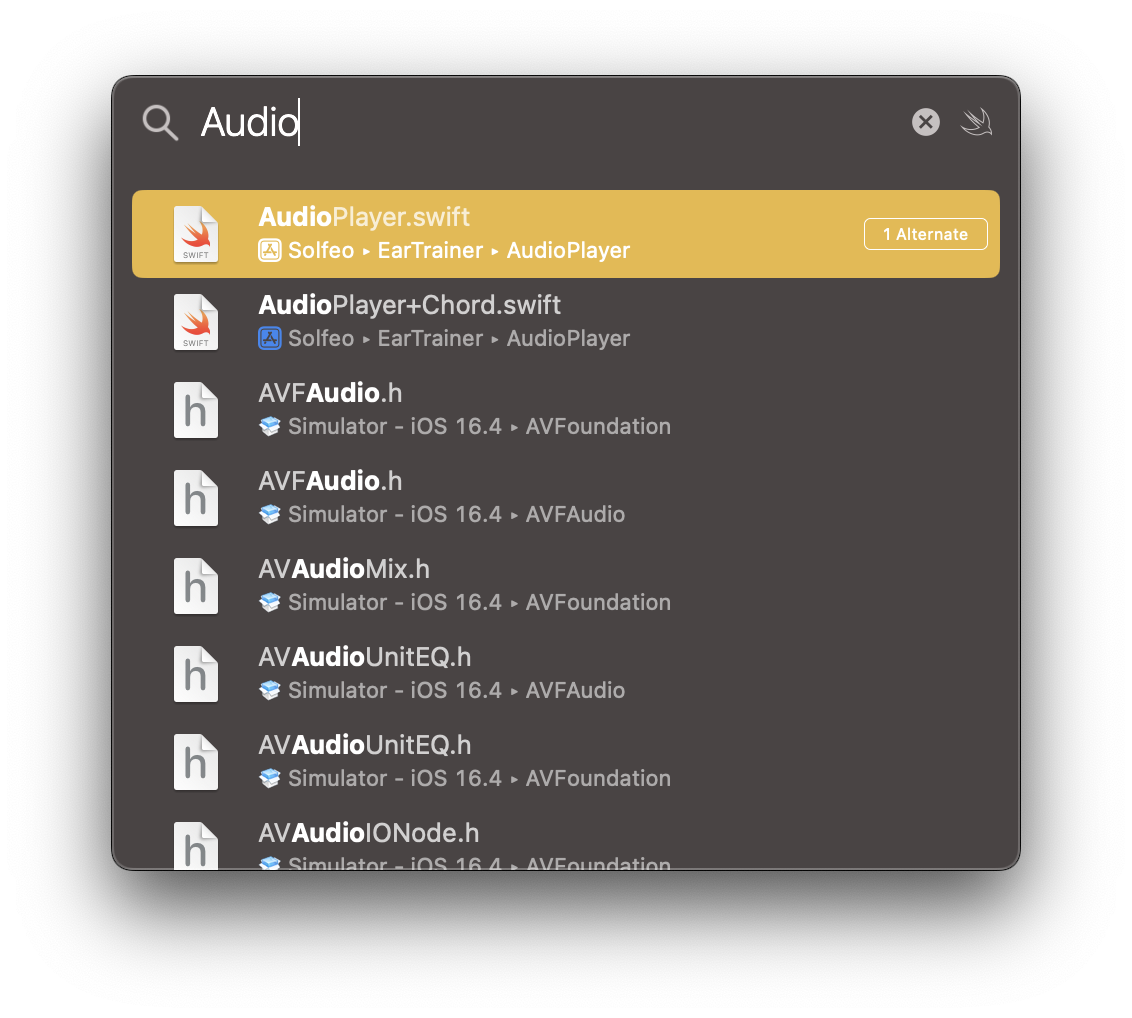 Audio
AudioPlayer.swift
SWIFT
Solfeo ▸ EarTrainer ▸ AudioPlayer
1 Alternate
AudioPlayer+Chord.swift
SWIFT
Solfeo ▸ EarTrainer ▸ AudioPlayer
h
AVFAudio.h
Simulator - iOS 16.4 ▸ AVFoundation
h
AVFAudio.h
Simulator - iOS 16.4 ▸ AVFAudio
h
AVAudioMix.h
Simulator - iOS 16.4 ▸ AVFoundation
h
AVAudioUnitEQ.h
Simulator - iOS 16.4 ▸ AVFAudio
h
AVAudioUnitEQ.h
Simulator - iOS 16.4 ▸ AVFoundation
h
AVAudioIONode.h
Simulator - iOS 16.4 ▸ AVFoundation